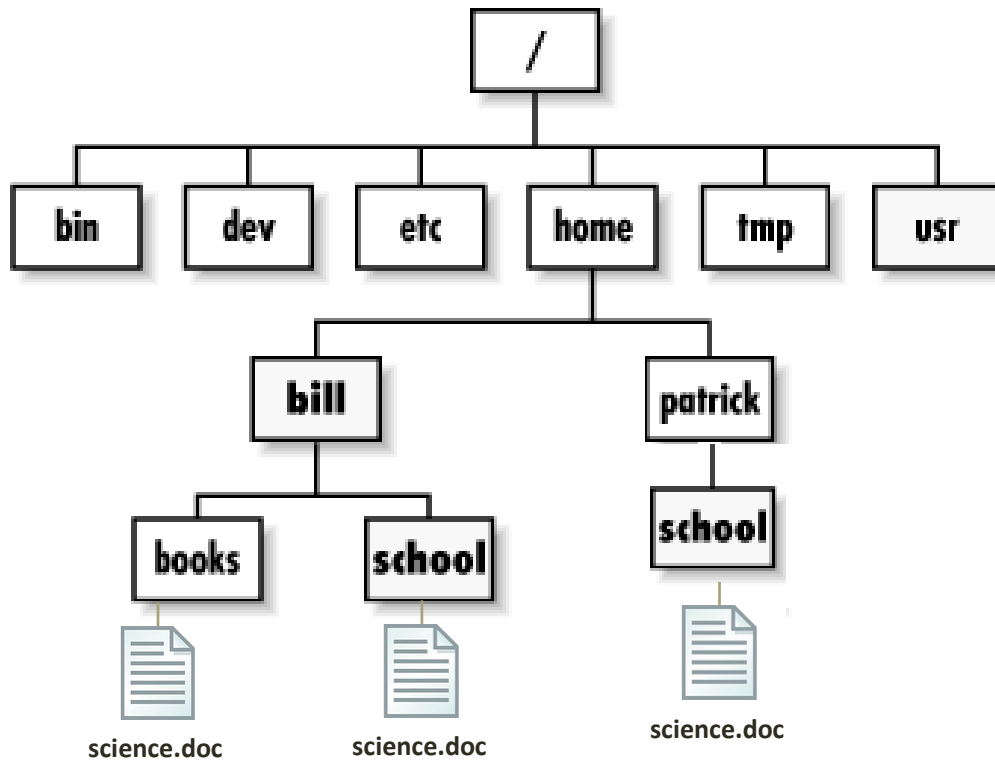 /
bin dev etc home tmp usr
bill patrick
books school school
science.doc science.doc science.doc